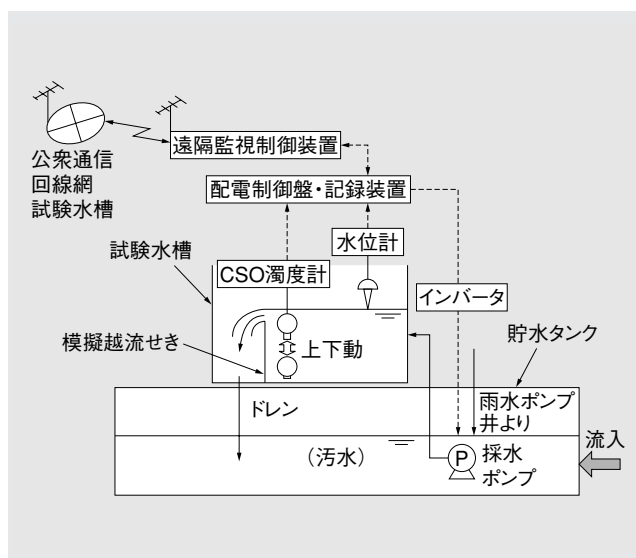 遠隔監視制御装置
公衆通信
回線網
試験水槽
配電制御盤・記録装置
水位計
試験水槽
CSO濁度計
インバータ
模擬越流せき
上下動
貯水タンク
ドレン
雨水ポンプ
井より
流入
（汚水）
P
採水
ポンプ